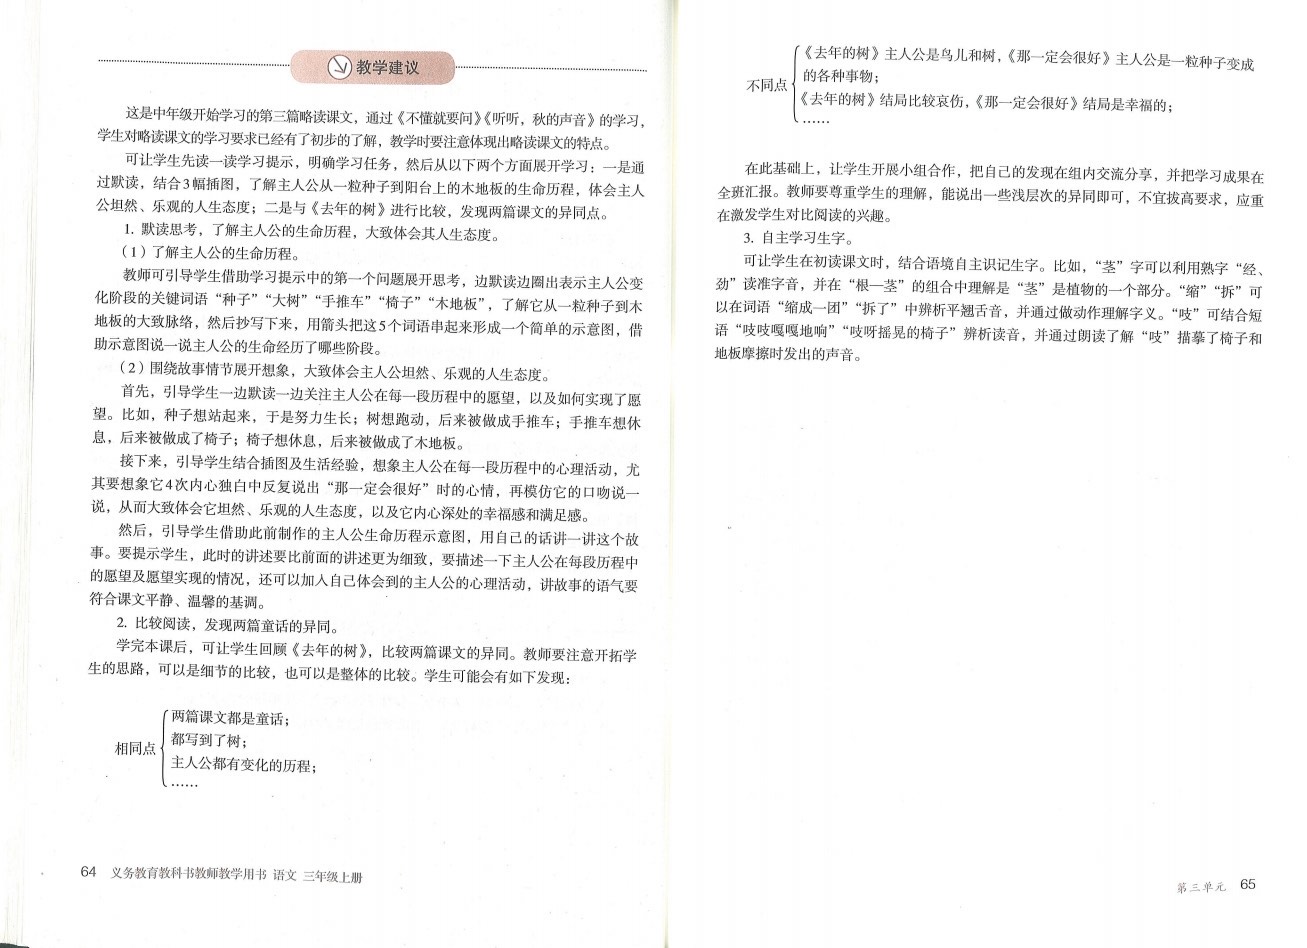 教学建议
这是中年级开始学习的第三篇略读课文，通过《不懂就要问》《听听，秋的声音》的学习，
学生对略读课文的学习要求已经有了初步的了解，教学时要注意体现出略读课文的特点。
可让学生先读一读学习提示，明确学习任务，然后从以下两个方面展开学习：一是通
过默读，结合3幅插图，了解主人公从一粒种子到阳台上的木地板的生命历程，体会主人
公坦然、乐观的人生态度；二是与《去年的树》进行比较，发现两篇课文的异同点。
1. 默读思考，了解主人公的生命历程，大致体会其人生态度。
（1）了解主人公的生命历程。
教师可引导学生借助学习提示中的第一个问题展开思考，边默读边圈出表示主人公变
化阶段的关键词语“种子”“大树”“手推车”“椅子”“木地板”，了解它从一粒种子到木
地板的大致脉络，然后抄写下来，用箭头把这5个词语串起来形成一个简单的示意图，借
助示意图说一说主人公的生命经历了哪些阶段。
（2）围绕故事情节展开想象，大致体会主人公坦然、乐观的人生态度。
首先，引导学生一边默读一边关注主人公在每一段历程中的愿望，以及如何实现了愿
望。比如，种子想站起来，于是努力生长；树想跑动，后来被做成手推车；手推车想休
息，后来被做成了椅子；椅子想休息，后来被做成了木地板。
接下来，引导学生结合插图及生活经验，想象主人公在每一段历程中的心理活动，尤
其要想象它4次内心独白中反复说出“那一定会很好”时的心情，再模仿它的口吻说一
说，从而大致体会它坦然、乐观的人生态度，以及它内心深处的幸福感和满足感。
然后，引导学生借助此前制作的主人公生命历程示意图，用自己的话讲一讲这个故
事。要提示学生，此时的讲述要比前面的讲述更为细致，要描述一下主人公在每段历程中
的愿望及愿望实现的情况，还可以加入自己体会到的主人公的心理活动，讲故事的语气要
符合课文平静、温馨的基调。
2. 比较阅读，发现两篇童话的异同。
学完本课后，可让学生回顾《去年的树》，比较两篇课文的异同。教师要注意开拓学
生的思路，可以是细节的比较，也可以是整体的比较。学生可能会有如下发现：
相同点
两篇课文都是童话；
都写到了树；
主人公都有变化的历程；
……
64 义务教育教科书教师教学用书 语文 三年级上册
不同点
《去年的树》主人公是鸟儿和树，《那一定会很好》主人公是一粒种子变成
的各种事物；
《去年的树》结局比较哀伤，《那一定会很好》结局是幸福的；
……
在此基础上，让学生开展小组合作，把自己的发现在组内交流分享，并把学习成果在
全班汇报。教师要尊重学生的理解，能说出一些浅层次的异同即可，不宜拔高要求，应重
在激发学生对比阅读的兴趣。
3. 自主学习生字。
可让学生在初读课文时，结合语境自主识记生字。比如，“茎”字可以利用熟字“经、
劲”读准字音，并在“根—茎”的组合中理解是“茎”是植物的一个部分。“缩”“拆”可
以在词语“缩成一团”“拆了”中辨析平翘舌音，并通过做动作理解字义。“吱”可结合短
语“吱吱嘎嘎地响”“吱呀摇晃的椅子”辨析读音，并通过朗读了解“吱”描摹了椅子和
地板摩擦时发出的声音。
第三单元 65